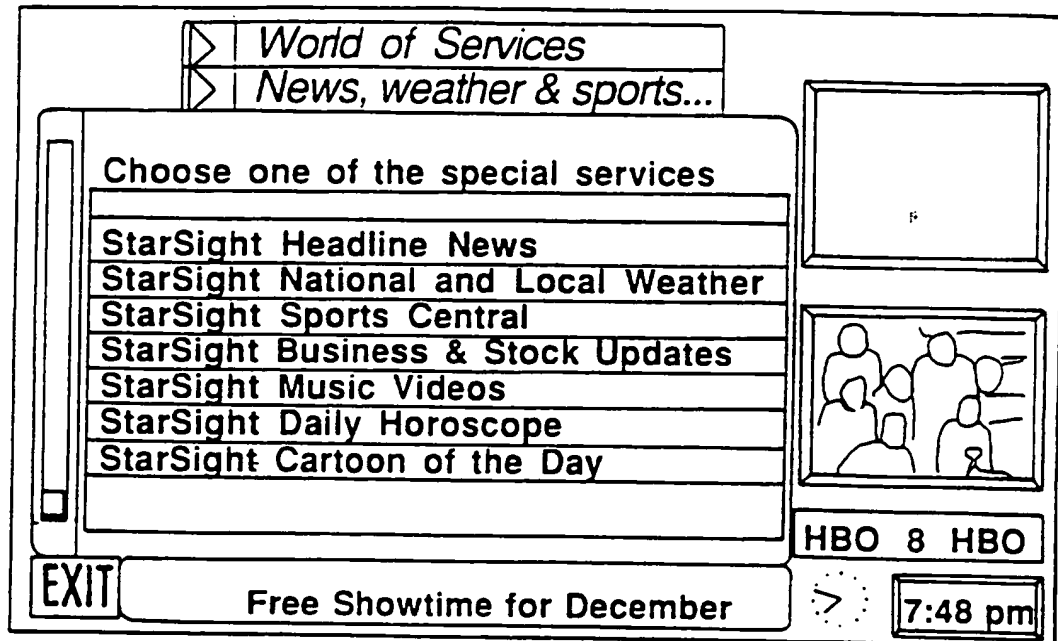 World of Services
News, weather & sports...
Choose one of the special services
StarSight Headline News
StarSight National and Local Weather
StarSight Sports Central
StarSight Business & Stock Updates
StarSight Music Videos
StarSight Daily Horoscope
StarSight Cartoon of the Day
HBO 8 HBO
EXIT
Free Showtime for December
7:48 pm